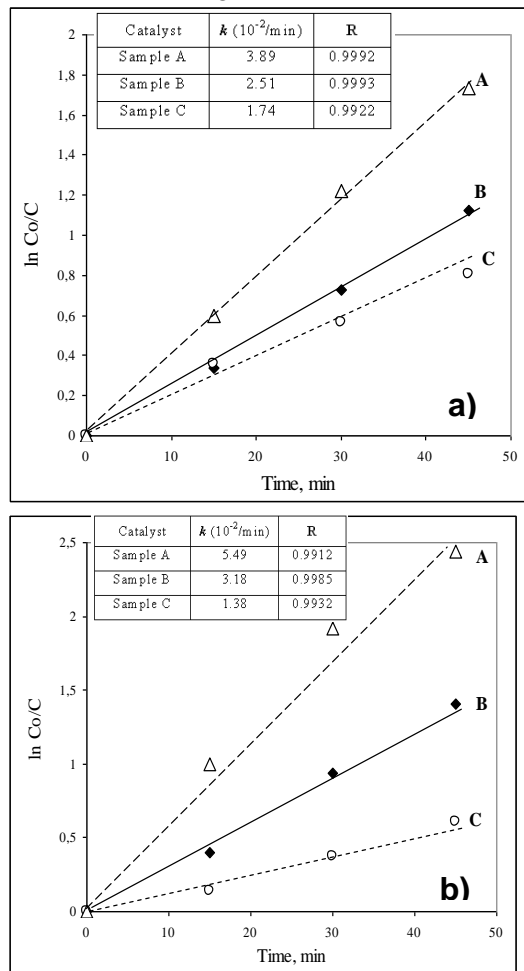 Catalyst k (10-2/min) R
Sample A 3.89 0.9992
Sample B 2.51 0.9993
Sample C 1.74 0.9922
2
1,8
1,6
1,4
1,2
1
0,8
0,6
0,4
0,2
0
ln Co/C
A
B
C
a)
0 10 20 30 40 50
Time, min
Catalyst k (10-2/min) R
Sample A 5.49 0.9912
Sample B 3.18 0.9985
Sample C 1.38 0.9932
2,5
2
1,5
1
0,5
0
ln Co/C
A
B
C
b)
0 10 20 30 40 50
Time, min